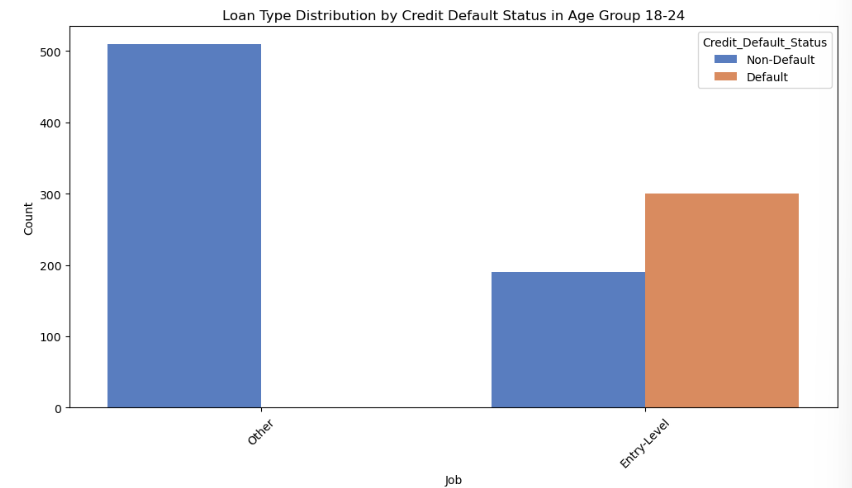 Loan Type Distribution by Credit Default Status in Age Group 18-24
Credit_Default_Status
Non-Default
Default
500
400
300
200
100
0
Count
Other
Entry-Level
Job